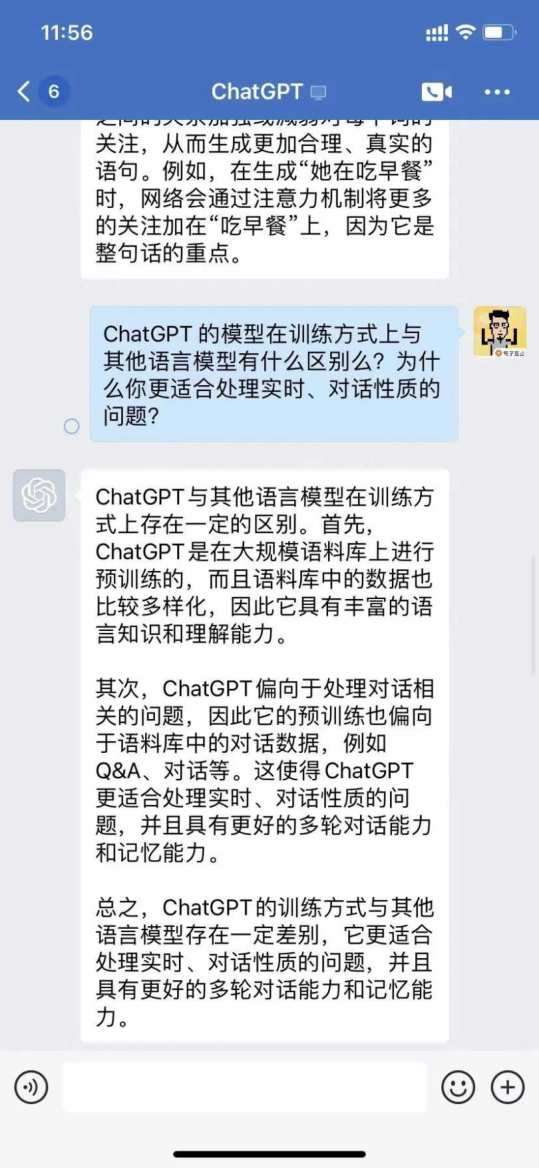 11:56
6
ChatGPT
之间的关系加强或减弱对每个词的
关注，从而生成更加合理、真实的
语句。例如，在生成“她在吃早餐”
时，网络会通过注意力机制将更多
的关注加在“吃早餐”上，因为它是
整句话的重点。
ChatGPT 的模型在训练方式上与
其他语言模型有什么区别么？为什
么你更适合处理实时、对话性质的
问题？
ChatGPT与其他语言模型在训练方
式上存在一定的区别。首先，
ChatGPT是在大规模语料库上进行
预训练的，而且语料库中的数据也
比较多样化，因此它具有丰富的语
言知识和理解能力。
其次，ChatGPT偏向于处理对话相
关的问题，因此它的预训练也偏向
于语料库中的对话数据，例如
Q&A、对话等。这使得ChatGPT
更适合处理实时、对话性质的问
题，并且具有更好的多轮对话能力
和记忆能力。
总之，ChatGPT的训练方式与其他
语言模型存在一定差别，它更适合
处理实时、对话性质的问题，并且
具有更好的多轮对话能力和记忆能
力。